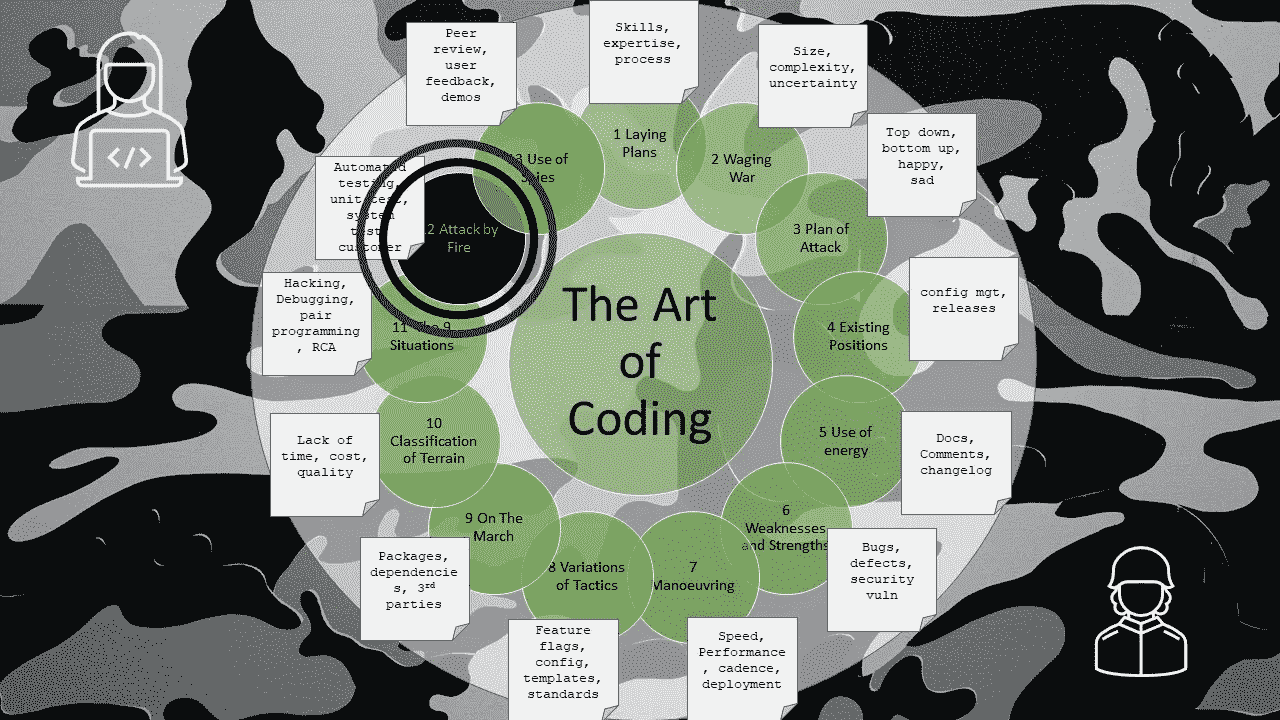 Peer
review,
user
feedback,
demos
Skills,
expertise,
process
Size,
complexity,
uncertainty
Top down,
bottom up,
happy,
sad
config mgt,
releases
Docs,
Comments,
changelog
Bugs,
defects,
security
vuln
Speed,
Performance
, cadence,
deployment
Feature
flags,
config,
templates,
standards
Packages,
dependencie
s, 3rd
parties
Lack of
time, cost,
quality
Hacking,
Debugging,
pair
programming
, RCA
Automated
testing,
unit test,
system
test,
customer
1 Laying
Plans
2 Waging
War
3 Plan of
Attack
4 Existing
Positions
5 Use of
energy
6
Weaknesses
and Strengths
7
Manoeuvring
8 Variations
of Tactics
9 On The
March
10
Classification
of Terrain
11 The 9
Situations
2 Attack by
Fire
3 Use of
Spies
The Art
of
Coding
</>